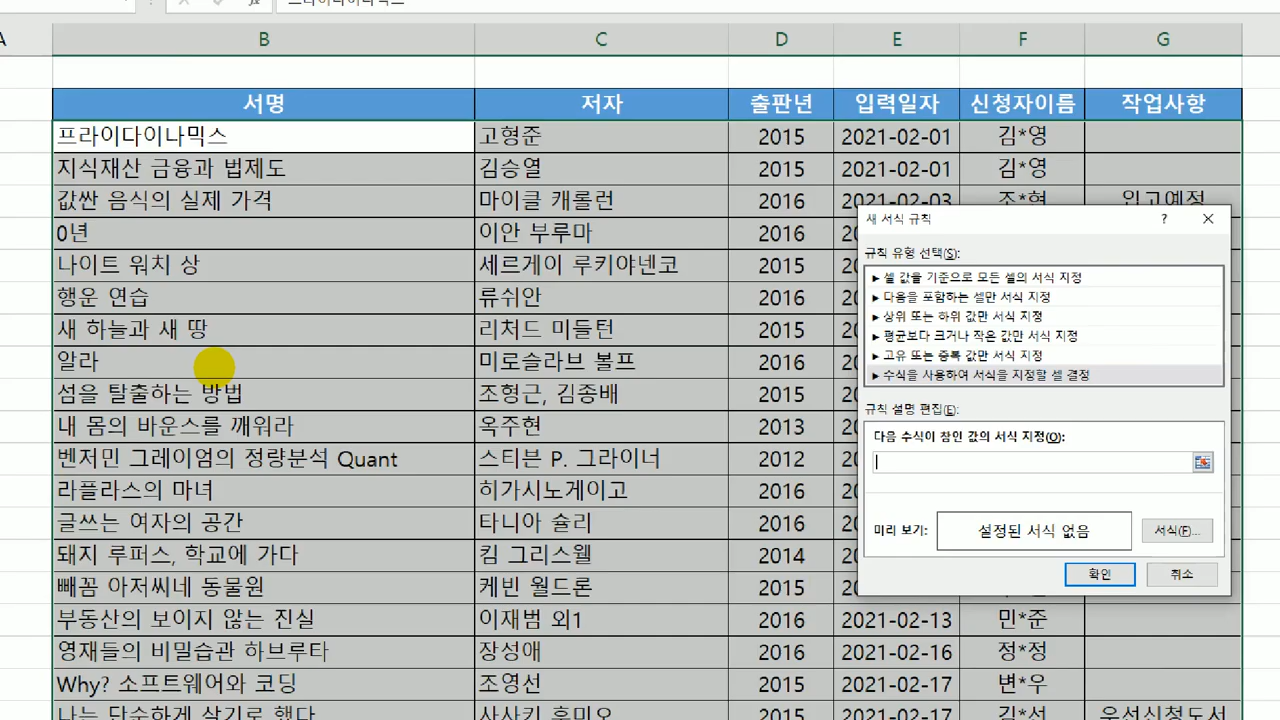 A B C D E F G
서명 저자 출판년 입력일자 신청자이름 작업사항
프라이다이나믹스 고형준 2015 2021-02-01 김*영
지식재산 금융과 법제도 김승열 2015 2021-02-01 김*영
값싼 음식의 실제 가격 마이클 캐롤런 2016 2021-02-03 조*혁 입고예정
0년 이안 부루마 2016
나이트 워치 상 세르게이 루키야넨코 2015
행운 연습 류쉬안 2016
새 하늘과 새 땅 리처드 미들턴 2015
알라 미로슬라브 볼프 2016
섬을 탈출하는 방법 조형근, 김종배 2015
내 몸의 바운스를 깨워라 옥주현 2013
벤저민 그레이엄의 정량분석 Quant 스티븐 P. 그라이너 2012
라플라스의 마녀 히가시노게이고 2016
글쓰는 여자의 공간 타니아 슐리 2016
돼지 루퍼스, 학교에 가다 킴 그리스웰 2014
빼꼼 아저씨네 동물원 케빈 월드론 2015
부동산의 보이지 않는 진실 이재범 외1 2016 2021-02-13 민*준
영재들의 비밀습관 하브루타 장성애 2016 2021-02-16 정*정
Why? 소프트웨어와 코딩 조영선 2015 2021-02-17 변*우
나는 단순하게 살기로 했다 사사키 후미오 2015 2021-02-17 김*선 우선신청도서
새 서식 규칙 ?
규칙 유형 선택(S):
► 셀 값을 기준으로 모든 셀의 서식 지정
► 다음을 포함하는 셀만 서식 지정
► 상위 또는 하위 값만 서식 지정
► 평균보다 크거나 작은 값만 서식 지정
► 고유 또는 중복 값만 서식 지정
► 수식을 사용하여 서식을 지정할 셀 결정
규칙 설명 편집(E):
다음 수식이 참인 값의 서식 지정(O):
미리 보기: 설정된 서식 없음 서식(F)...
확인 취소